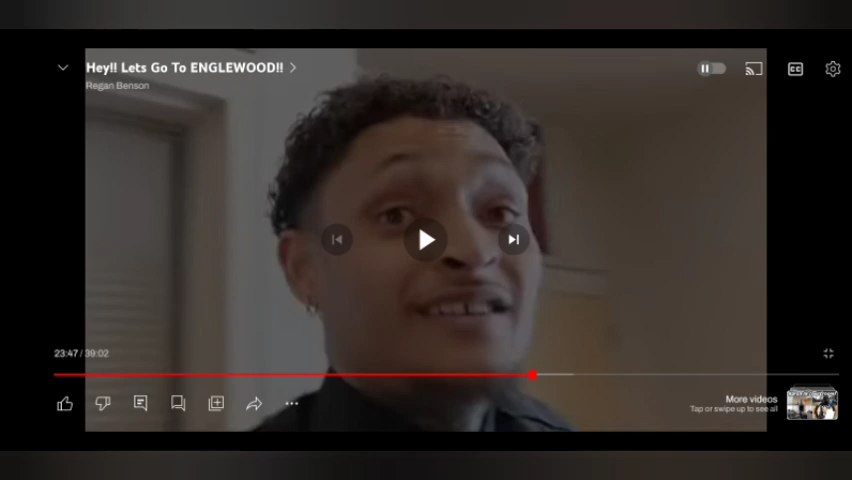 Hey!! Lets Go To ENGLEWOOD!!
Regan Benson
CC
23:47 / 39:02
More videos
Tap or swipe up to see all